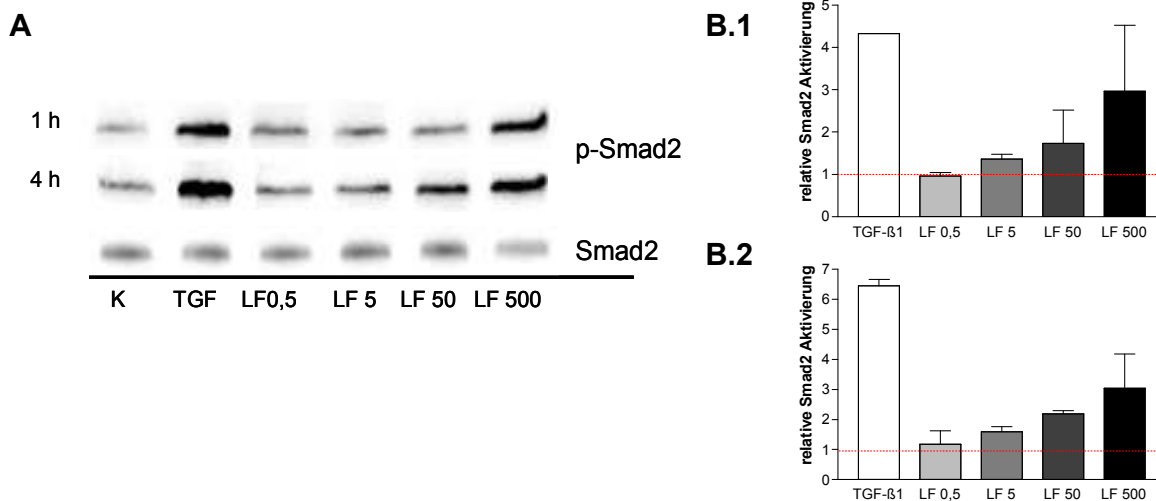 A
1 h
4 h
p-Smad2
Smad2
K TGF LF0,5 LF 5 LF 50 LF 500
B.1
relative Smad2 Aktivierung
5
4
3
2
1
0
TGF-ß1 LF 0,5 LF 5 LF 50 LF 500
B.2
relative Smad2 Aktivierung
7
6
5
4
3
2
1
0
TGF-ß1 LF 0,5 LF 5 LF 50 LF 500